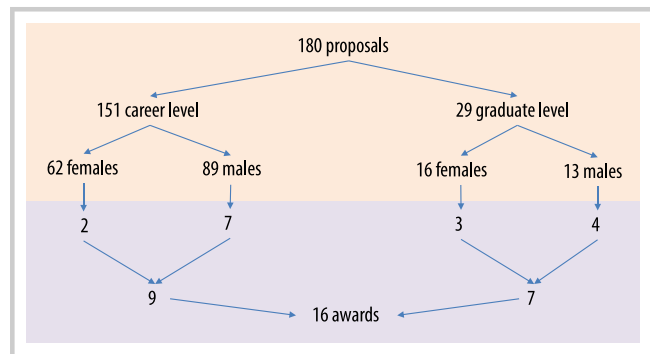 180 proposals
151 career level
29 graduate level
62 females
89 males
16 females
13 males
2
7
3
4
9
7
16 awards